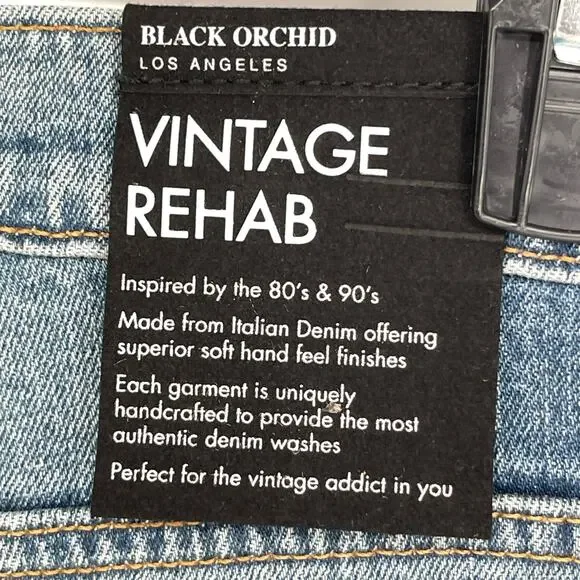 BLACK ORCHID
LOS ANGELES
VINTAGE
REHAB
Inspired by the 80's & 90's
Made from Italian Denim offering
superior soft hand feel finishes
Each garment is uniquely
handcrafted to provide the most
authentic denim washes
Perfect for the vintage addict in you